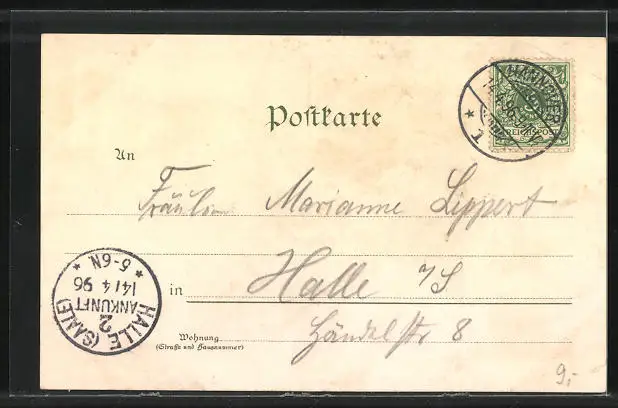 HANNOVER
REICHSPOST
Postkarte
An
Fräulein Marianne Lippert
in Halle a/S
Wohnung
(Straße und Hausnummer)
Händelstr 8
HALLE (SAALE)
2
ANKUNFT
14/4 96
5-6N.
9,-